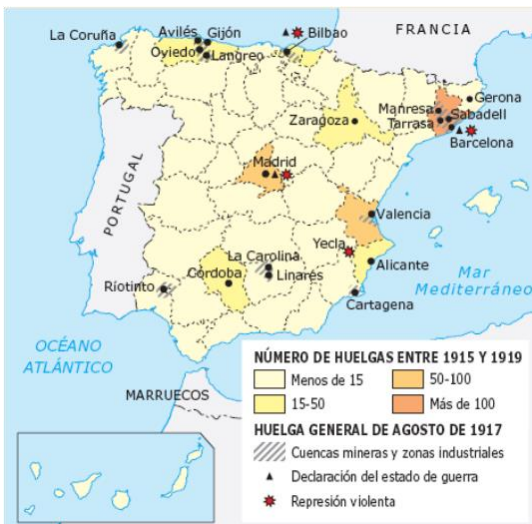 La Coruña
Avilés
Gijón
Oviedo
Langreo
Bilbao
FRANCIA
Gerona
Manresa
Sabadell
Tarrasa
Barcelona
Zaragoza
PORTUGAL
Madrid
Valencia
Yecla
La Carolina
Linares
Alicante
Córdoba
Ríotinto
Cartagena
Mar
Mediterráneo
OCÉANO
ATLÁNTICO
MARRUECOS
NÚMERO DE HUELGAS ENTRE 1915 Y 1919
Menos de 15
50-100
15-50
Más de 100
HUELGA GENERAL DE AGOSTO DE 1917
Cuencas mineras y zonas industriales
Declaración del estado de guerra
Represión violenta